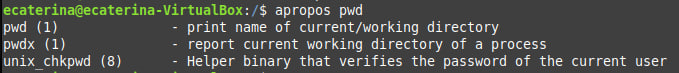 ecaterina@ecaterina-VirtualBox:/$ apropos pwd
pwd (1)              - print name of current/working directory
pwdx (1)             - report current working directory of a process
unix_chkpwd (8)      - Helper binary that verifies the password of the current user